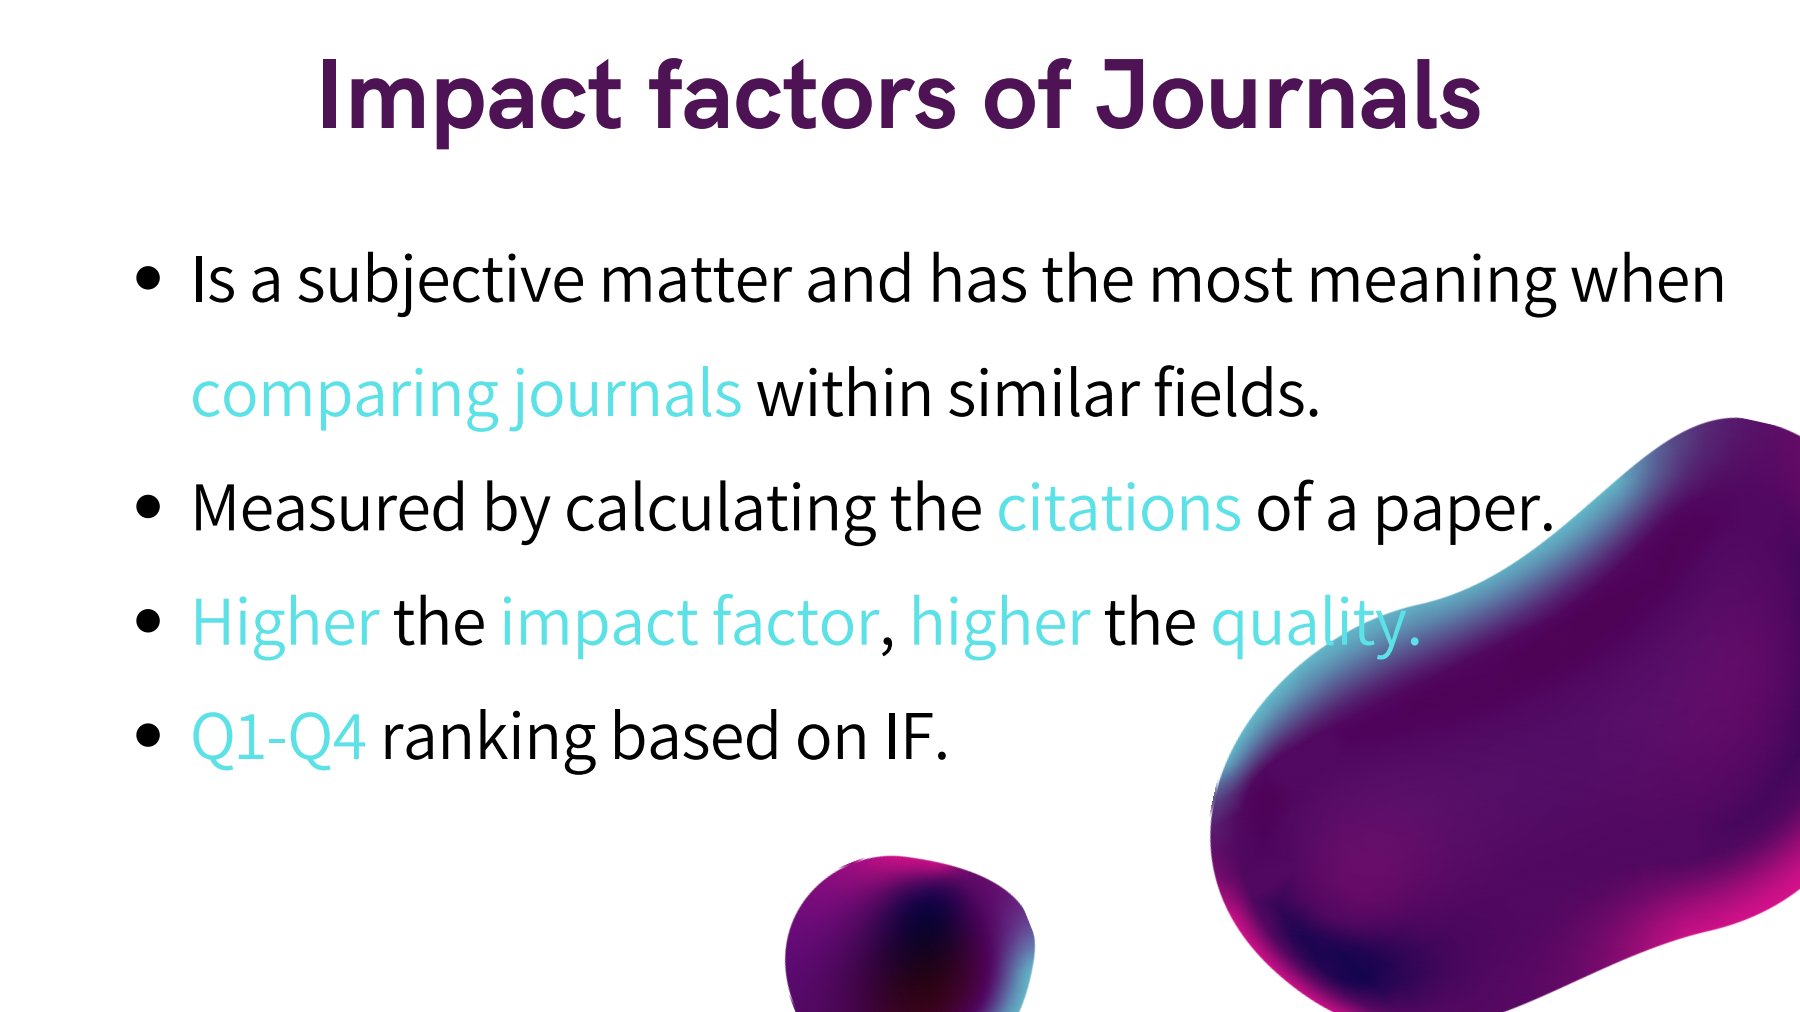 Impact factors of Journals
• Is a subjective matter and has the most meaning when
comparing journals within similar fields.
• Measured by calculating the citations of a paper.
• Higher the impact factor, higher the quality.
• Q1-Q4 ranking based on IF.